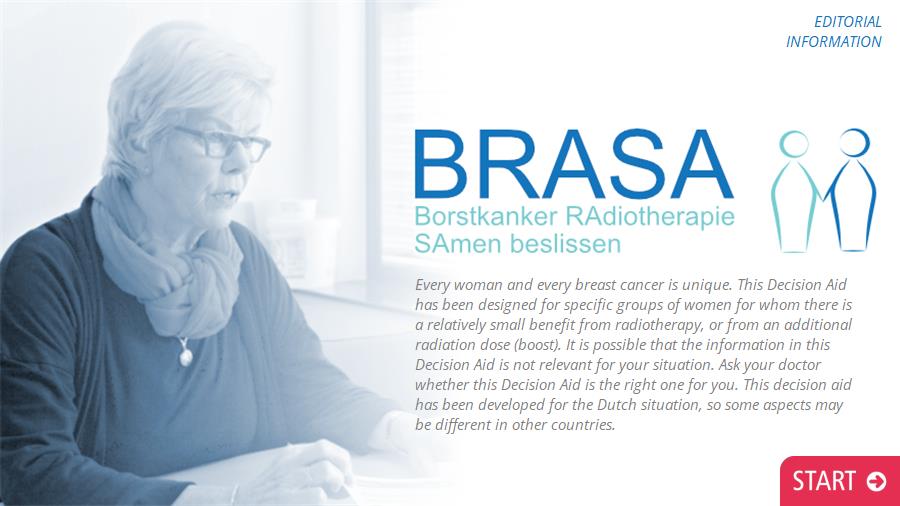 EDITORIAL
INFORMATION
BRASA
Borstkanker RAdiotherapie
SAmen beslissen
Every woman and every breast cancer is unique. This Decision Aid
has been designed for specific groups of women for whom there is
a relatively small benefit from radiotherapy, or from an additional
radiation dose (boost). It is possible that the information in this
Decision Aid is not relevant for your situation. Ask your doctor
whether this Decision Aid is the right one for you. This decision aid
has been developed for the Dutch situation, so some aspects may
be different in other countries.
START